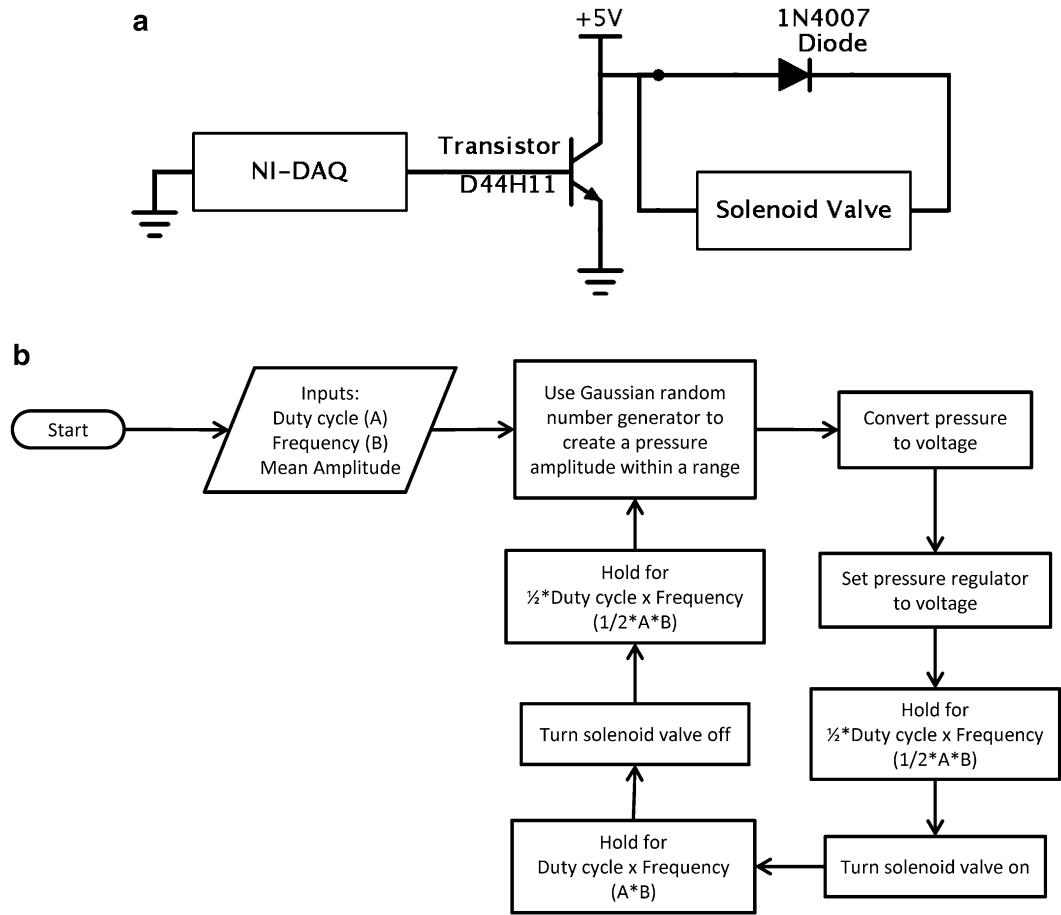 a
+5V
1N4007
Diode
Transistor
D44H11
NI-DAQ
Solenoid Valve
b
Start
Inputs:
Duty cycle (A)
Frequency (B)
Mean Amplitude
Use Gaussian random
number generator to
create a pressure
amplitude within a range
Convert pressure
to voltage
Set pressure regulator
to voltage
Hold for
½*Duty cycle x Frequency
(1/2*A*B)
Turn solenoid valve on
Hold for
Duty cycle x Frequency
(A*B)
Turn solenoid valve off
Hold for
½*Duty cycle x Frequency
(1/2*A*B)